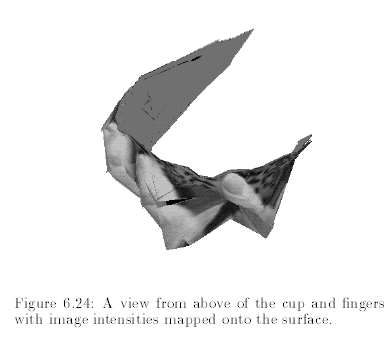 Figure 6.24: A view from above of the cup and fingers
with image intensities mapped onto the surface.